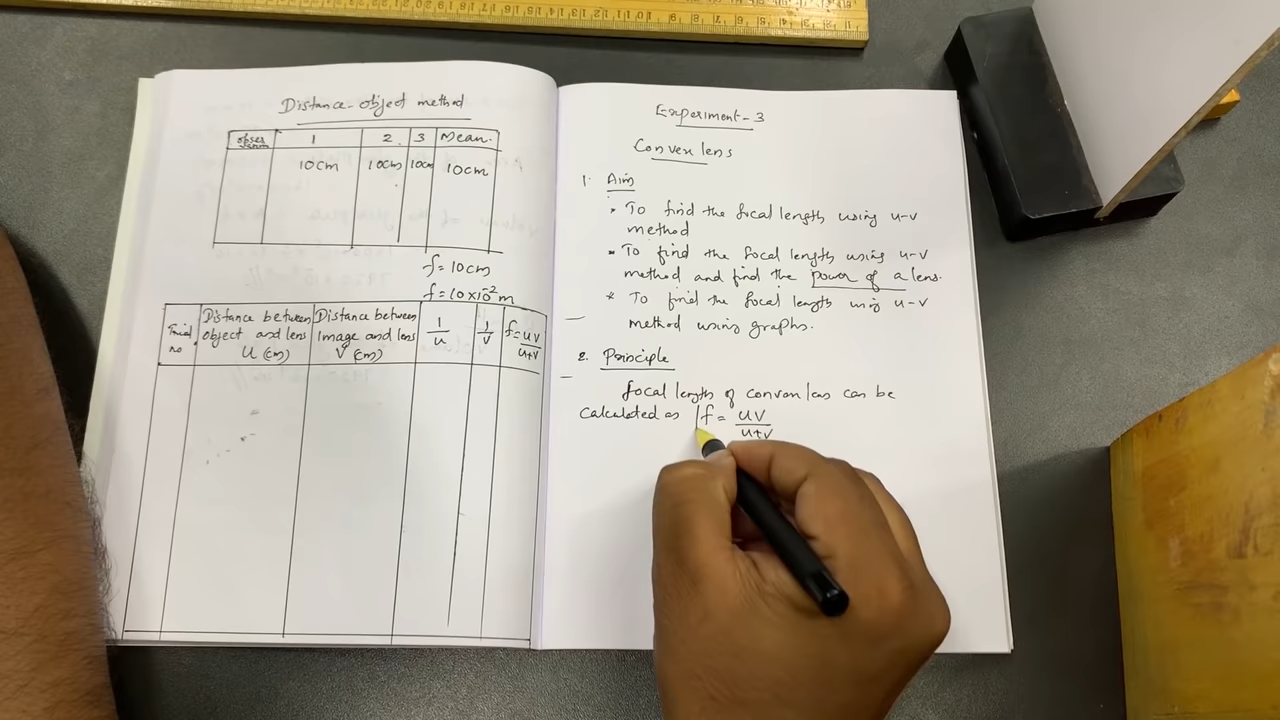 Distance-object method
obser vation 1 2. 3 Mean.
10cm 10cm 10cm 10cm
f=10cm
f=10x10⁻²m
Trial no. Distance between object and lens u (cm) Distance between Image and lens V (cm) 1/u 1/v f=uv/u+v
Experiment-3
Convex lens
1. Aim
* To find the focal length using u-v
method
* To find the focal length using u-v
method and find the power of a lens.
* To find the focal length using u-v
method using graphs.
2. Principle
focal length of convex lens can be
calculated as f = uv/u+v